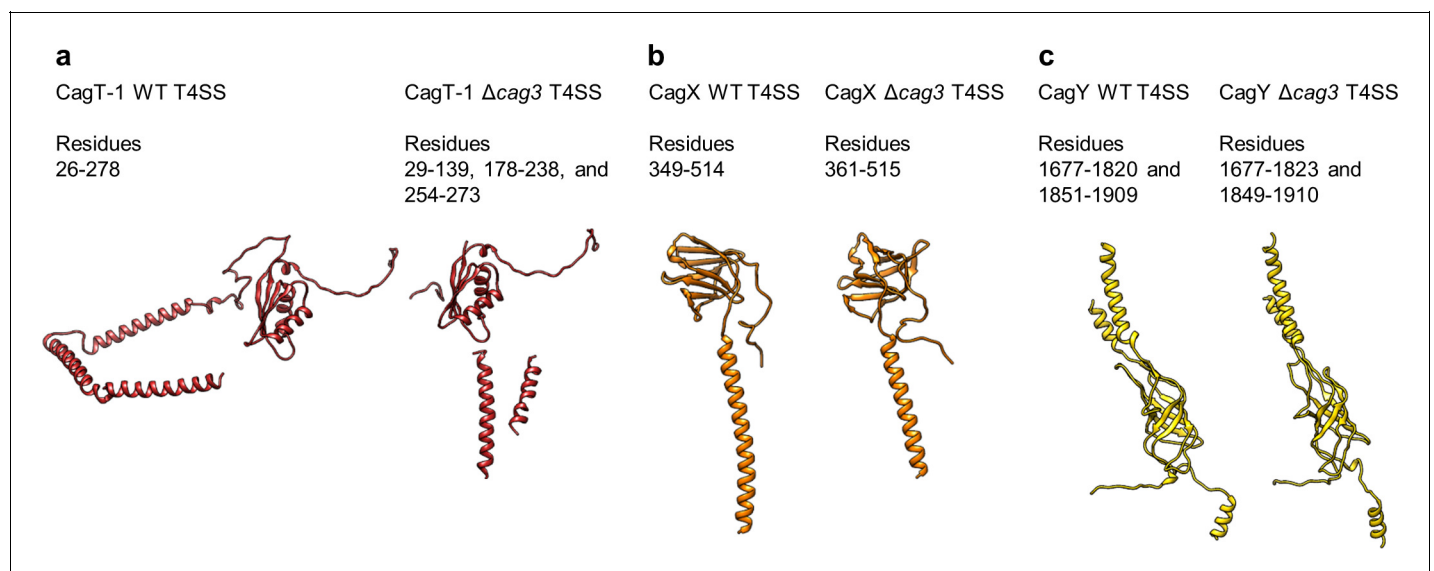 a
CagT-1 WT T4SS
Residues
26-278
CagT-1 Δcag3 T4SS
Residues
29-139, 178-238, and
254-273
b
CagX WT T4SS
Residues
349-514
CagX Δcag3 T4SS
Residues
361-515
c
CagY WT T4SS
Residues
1677-1820 and
1851-1909
CagY Δcag3 T4SS
Residues
1677-1823 and
1849-1910